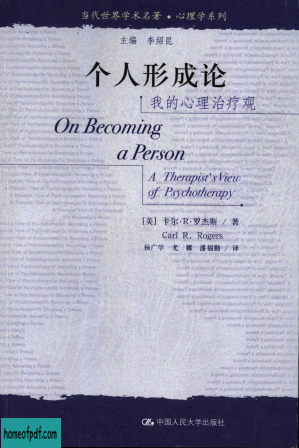 当代世界学术名著·心理学系列
主编 李绍昆
个人形成论
我的心理治疗观
On Becoming
a Person
A Therapist's View
of Psychotherapy
[美]卡尔·R·罗杰斯/著
Carl R. Rogers
杨广学 尤娜 潘福勤/译
中国人民大学出版社
homeofpdf.com
homeofpdf.com